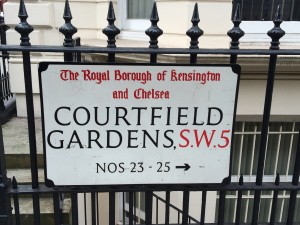 The Royal Borough of Kensington
and Chelsea
COURTFIELD
GARDENS, S.W.5
NOS 23 - 25 →